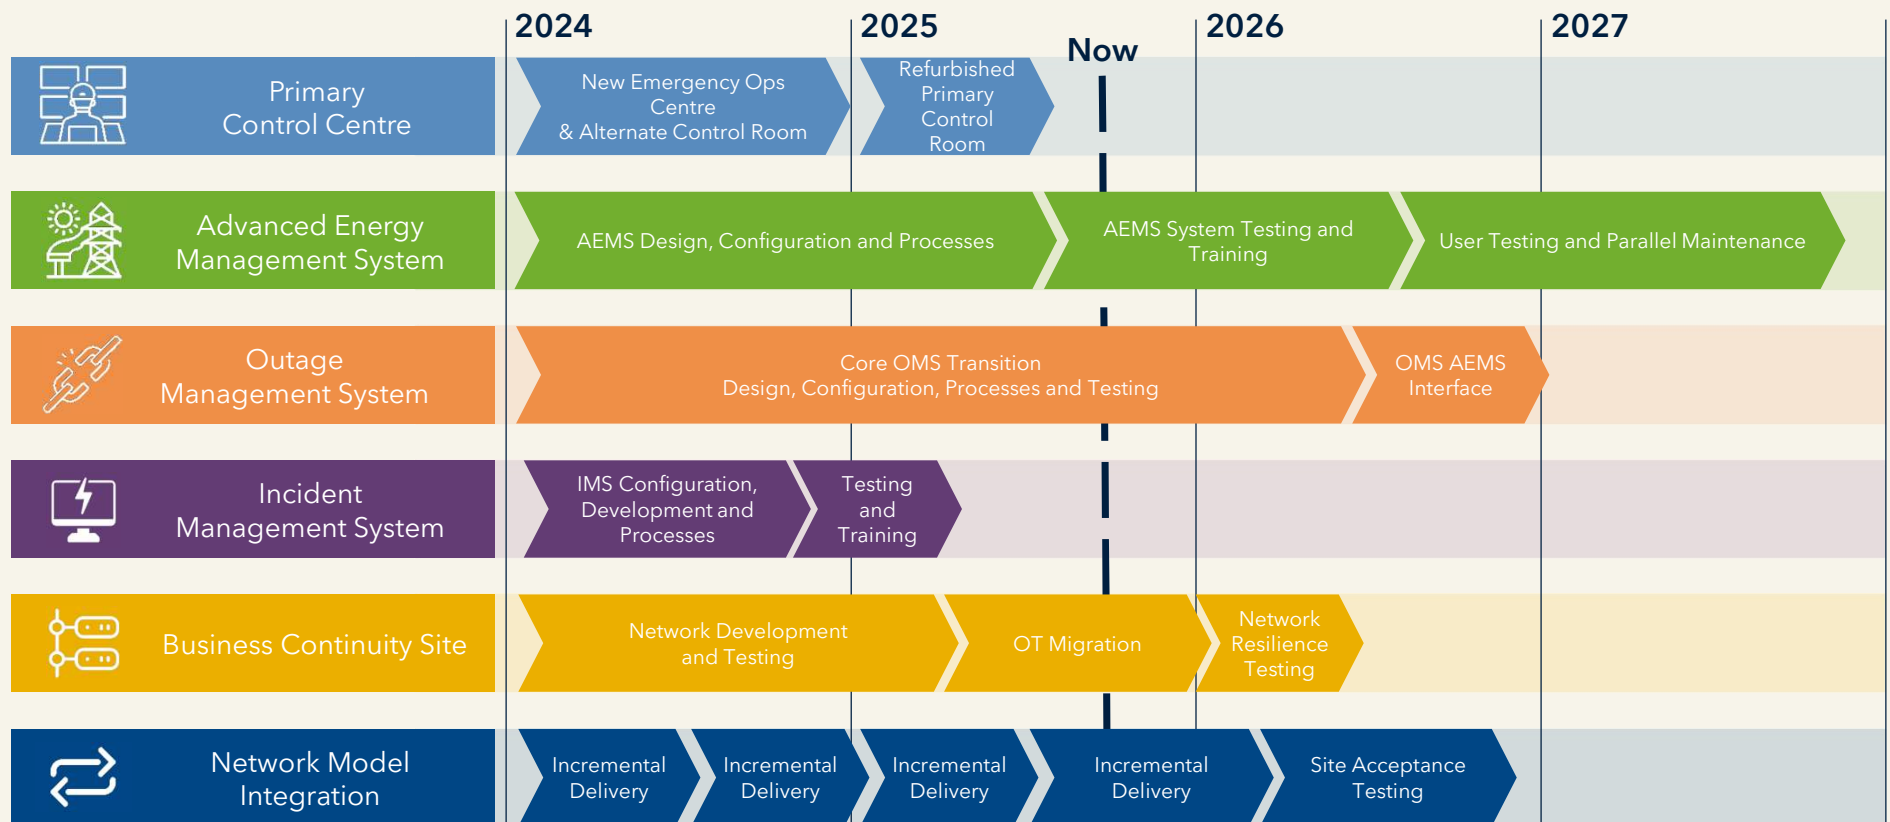 2024
2025
2026
2027
Now
Primary
Control Centre
New Emergency Ops
Centre
& Alternate Control Room
Refurbished
Primary
Control
Room
Advanced Energy
Management System
AEMS Design, Configuration and Processes
AEMS System Testing and
Training
User Testing and Parallel Maintenance
Outage
Management System
Core OMS Transition
Design, Configuration, Processes and Testing
OMS AEMS
Interface
Incident
Management System
IMS Configuration,
Development and
Processes
Testing
and
Training
Business Continuity Site
Network Development
and Testing
OT Migration
Network
Resilience
Testing
Network Model
Integration
Incremental
Delivery
Incremental
Delivery
Incremental
Delivery
Incremental
Delivery
Site Acceptance
Testing